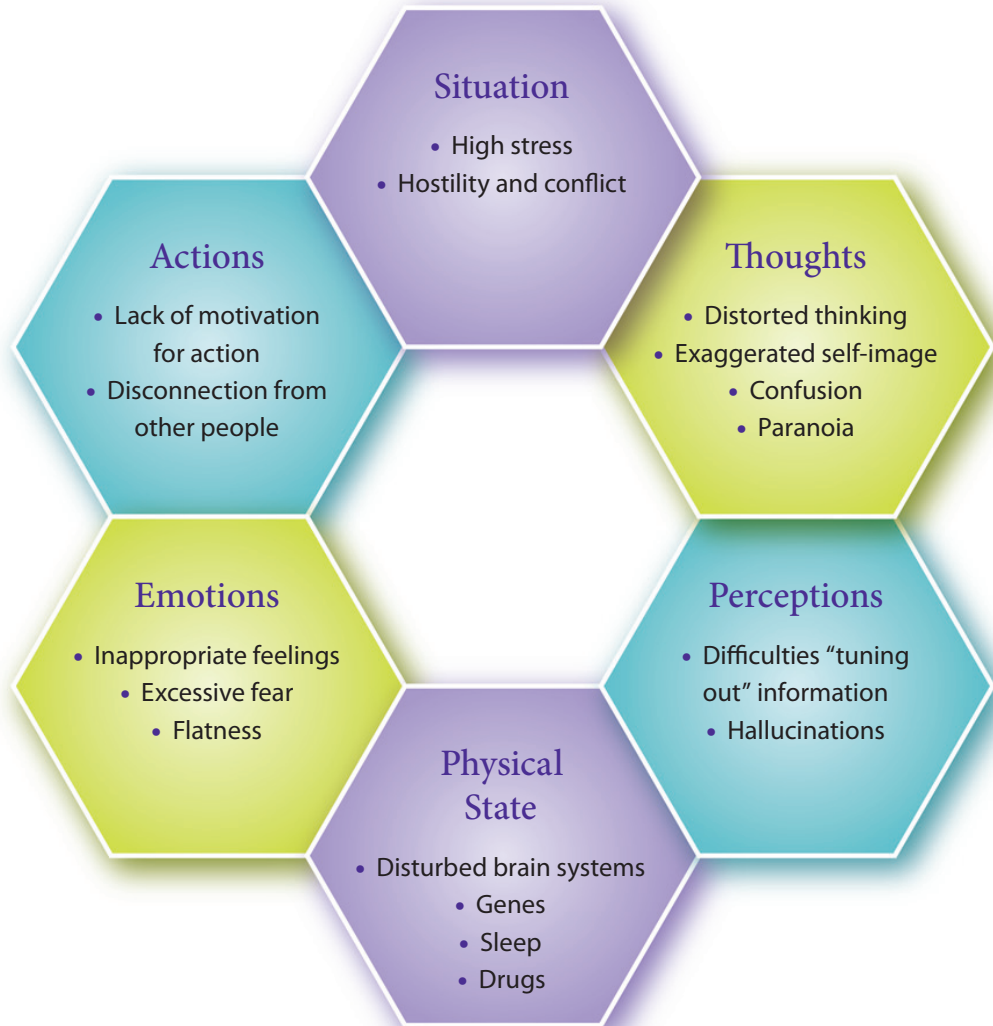 Situation
• High stress
• Hostility and conflict
Thoughts
• Distorted thinking
• Exaggerated self-image
• Confusion
• Paranoia
Perceptions
• Difficulties “tuning
out” information
• Hallucinations
Physical
State
• Disturbed brain systems
• Genes
• Sleep
• Drugs
Emotions
• Inappropriate feelings
• Excessive fear
• Flatness
Actions
• Lack of motivation
for action
• Disconnection from
other people